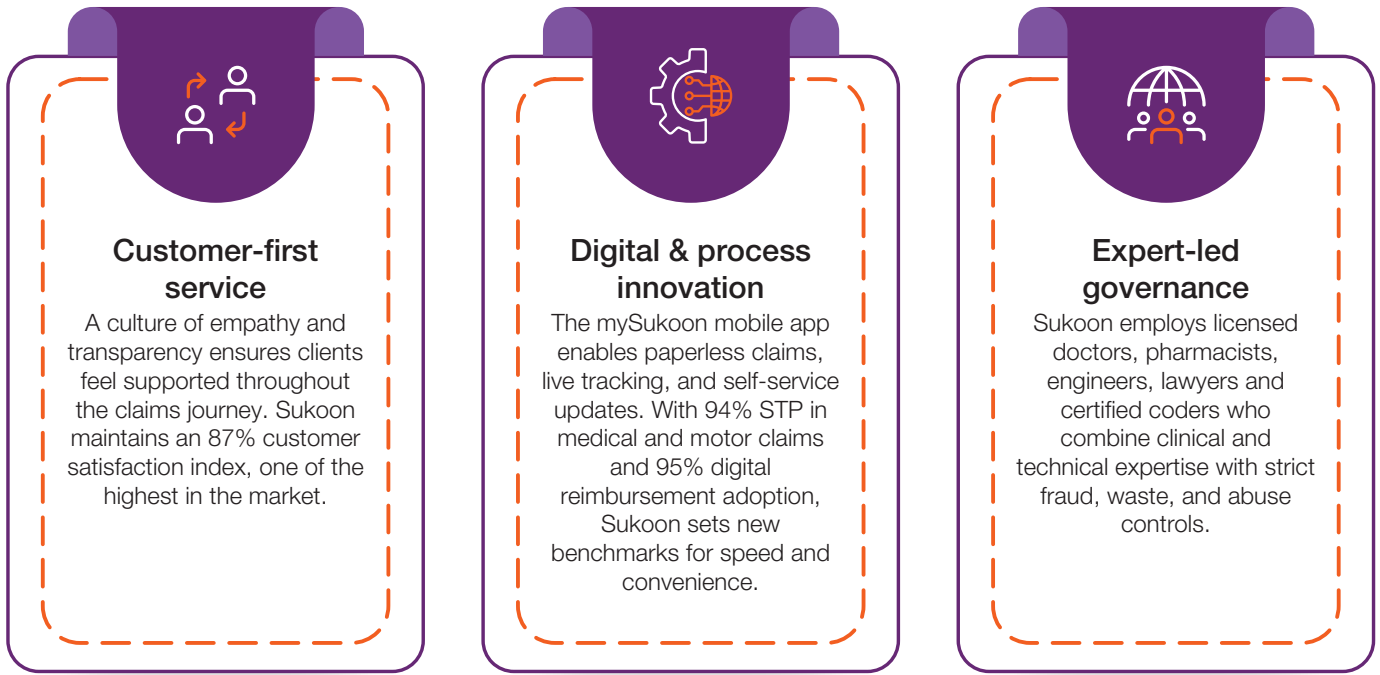 Customer-first
service
A culture of empathy and
transparency ensures clients
feel supported throughout
the claims journey. Sukoon
maintains an 87% customer
satisfaction index, one of the
highest in the market.
Digital & process
innovation
The mySukoon mobile app
enables paperless claims,
live tracking, and self-service
updates. With 94% STP in
medical and motor claims
and 95% digital
reimbursement adoption,
Sukoon sets new
benchmarks for speed and
convenience.
Expert-led
governance
Sukoon employs licensed
doctors, pharmacists,
engineers, lawyers and
certified coders who
combine clinical and
technical expertise with strict
fraud, waste, and abuse
controls.